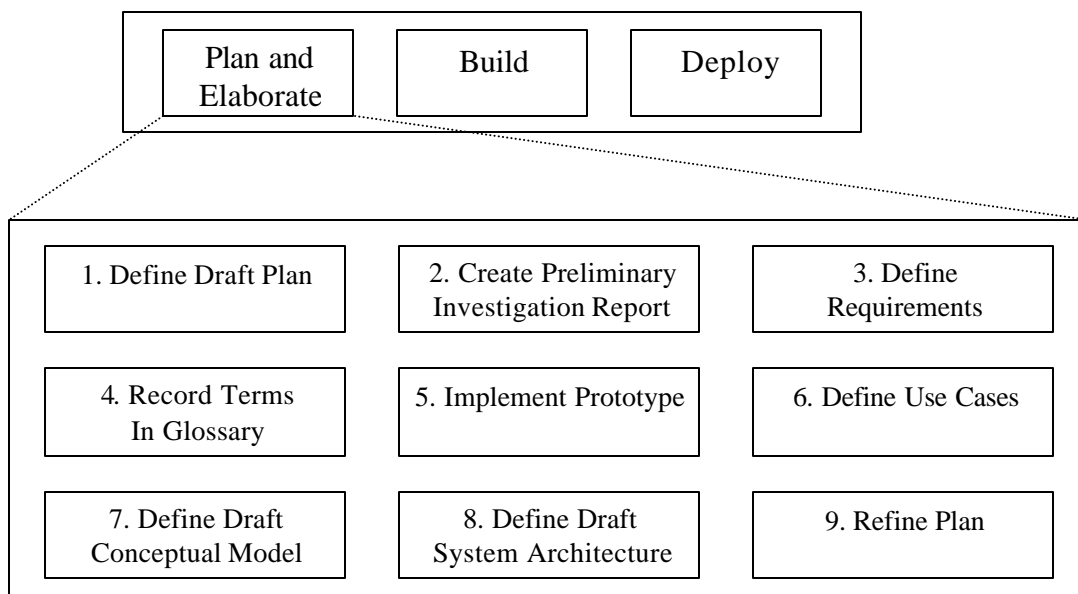 Plan and
Elaborate
Build
Deploy
1. Define Draft Plan
2. Create Preliminary
Investigation Report
3. Define
Requirements
4. Record Terms
In Glossary
5. Implement Prototype
6. Define Use Cases
7. Define Draft
Conceptual Model
8. Define Draft
System Architecture
9. Refine Plan